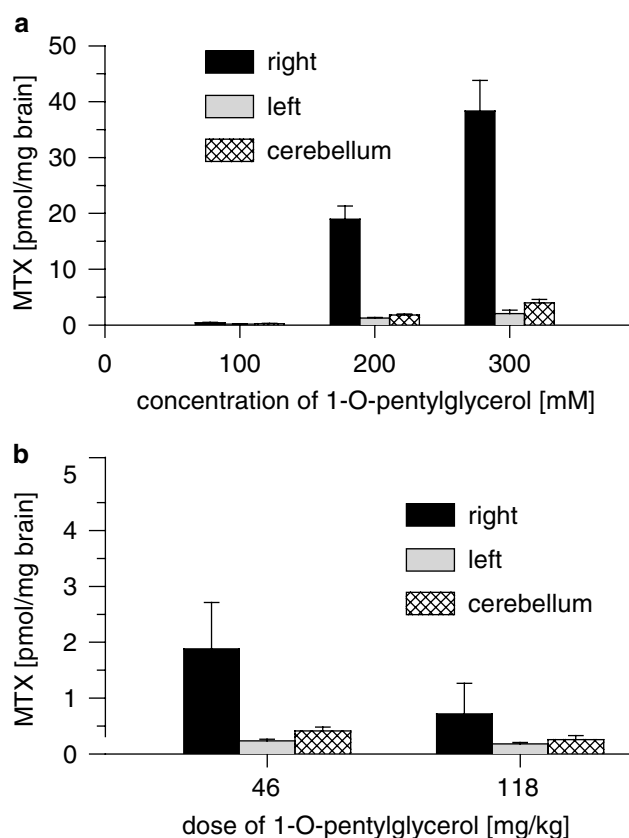 a
MTX [pmol/mg brain]
50
40
30
20
10
0
right
left
cerebellum
0 100 200 300
concentration of 1-O-pentylglycerol [mM]
b
MTX [pmol/mg brain]
5
4
3
2
1
0
right
left
cerebellum
46 118
dose of 1-O-pentylglycerol [mg/kg]